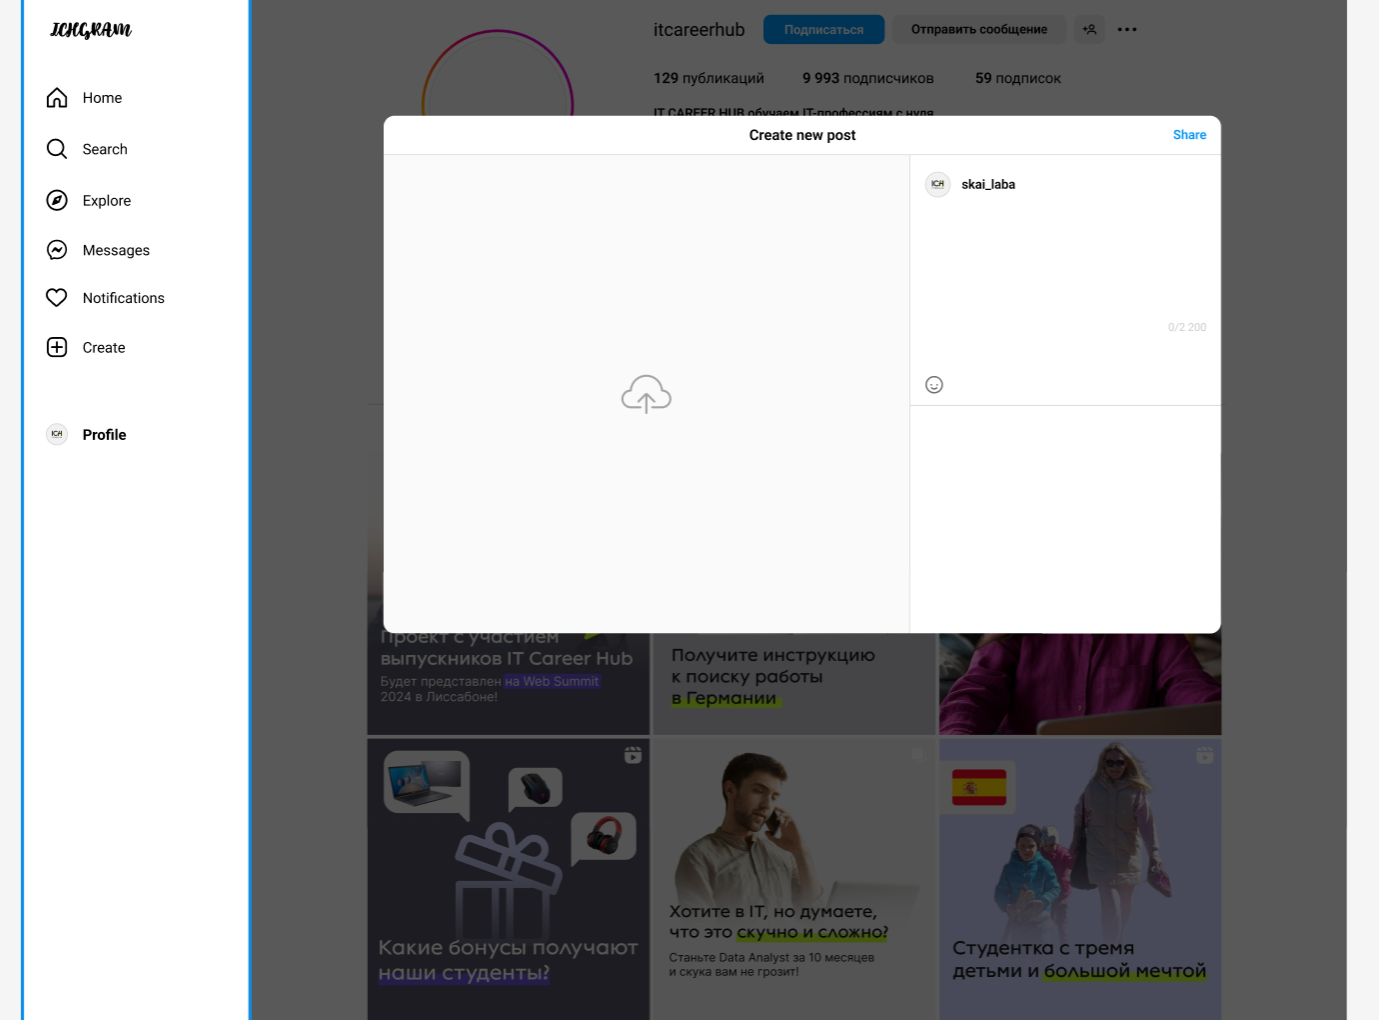 ICHGRAM
Home
Search
Explore
Messages
Notifications
Create
ICH
Profile
itcareerhub
Подписаться
Отправить сообщение
129 публикаций
9 993 подписчиков
59 подписок
IT CAREER HUB обучаем IT-профессиям с нуля
Create new post
Share
ICH
skai_laba
0/2 200
Проект с участием
выпускников IT Career Hub
Будет представлен на Web Summit
2024 в Лиссабоне!
Получите инструкцию
к поиску работы
в Германии
Какие бонусы получают
наши студенты?
Хотите в IT, но думаете,
что это скучно и сложно?
Станьте Data Analyst за 10 месяцев
и скука вам не грозит!
Студентка с тремя
детьми и большой мечтой